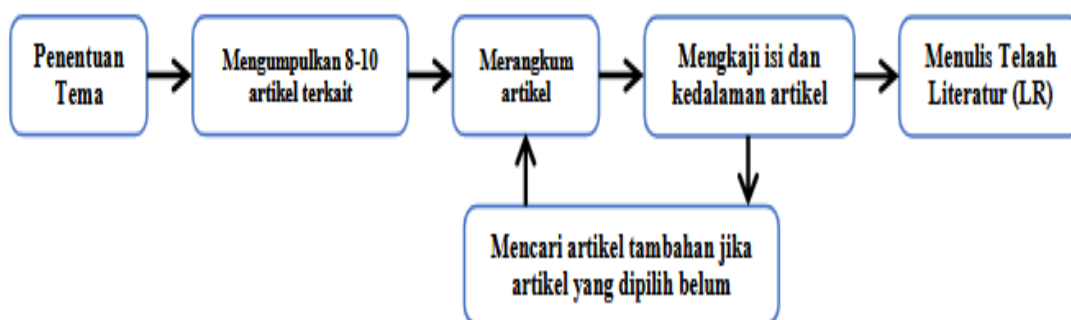 Penentuan
Tema
Mengumpulkan 8-10
artikel terkait
Merangkum
artikel
Mengkaji isi dan
kedalaman artikel
Menulis Telaah
Literatur (LR)
Mencari artikel tambahan jika
artikel yang dipilih belum